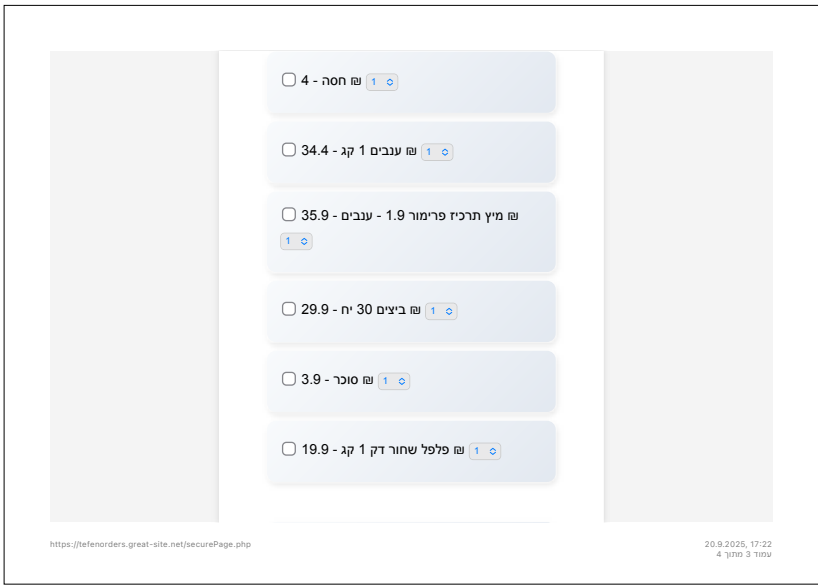 חסה - 4 ₪ 1
ענבים 1 קג - 34.4 ₪ 1
מיץ תרכיז פרימור 1.9 - ענבים - 35.9 ₪
1
ביצים 30 יח - 29.9 ₪ 1
סוכר - 3.9 ₪ 1
פלפל שחור דק 1 קג - 19.9 ₪ 1
https://tefenorders.great-site.net/securePage.php
20.9.2025, 17:22
עמוד 3 מתוך 4